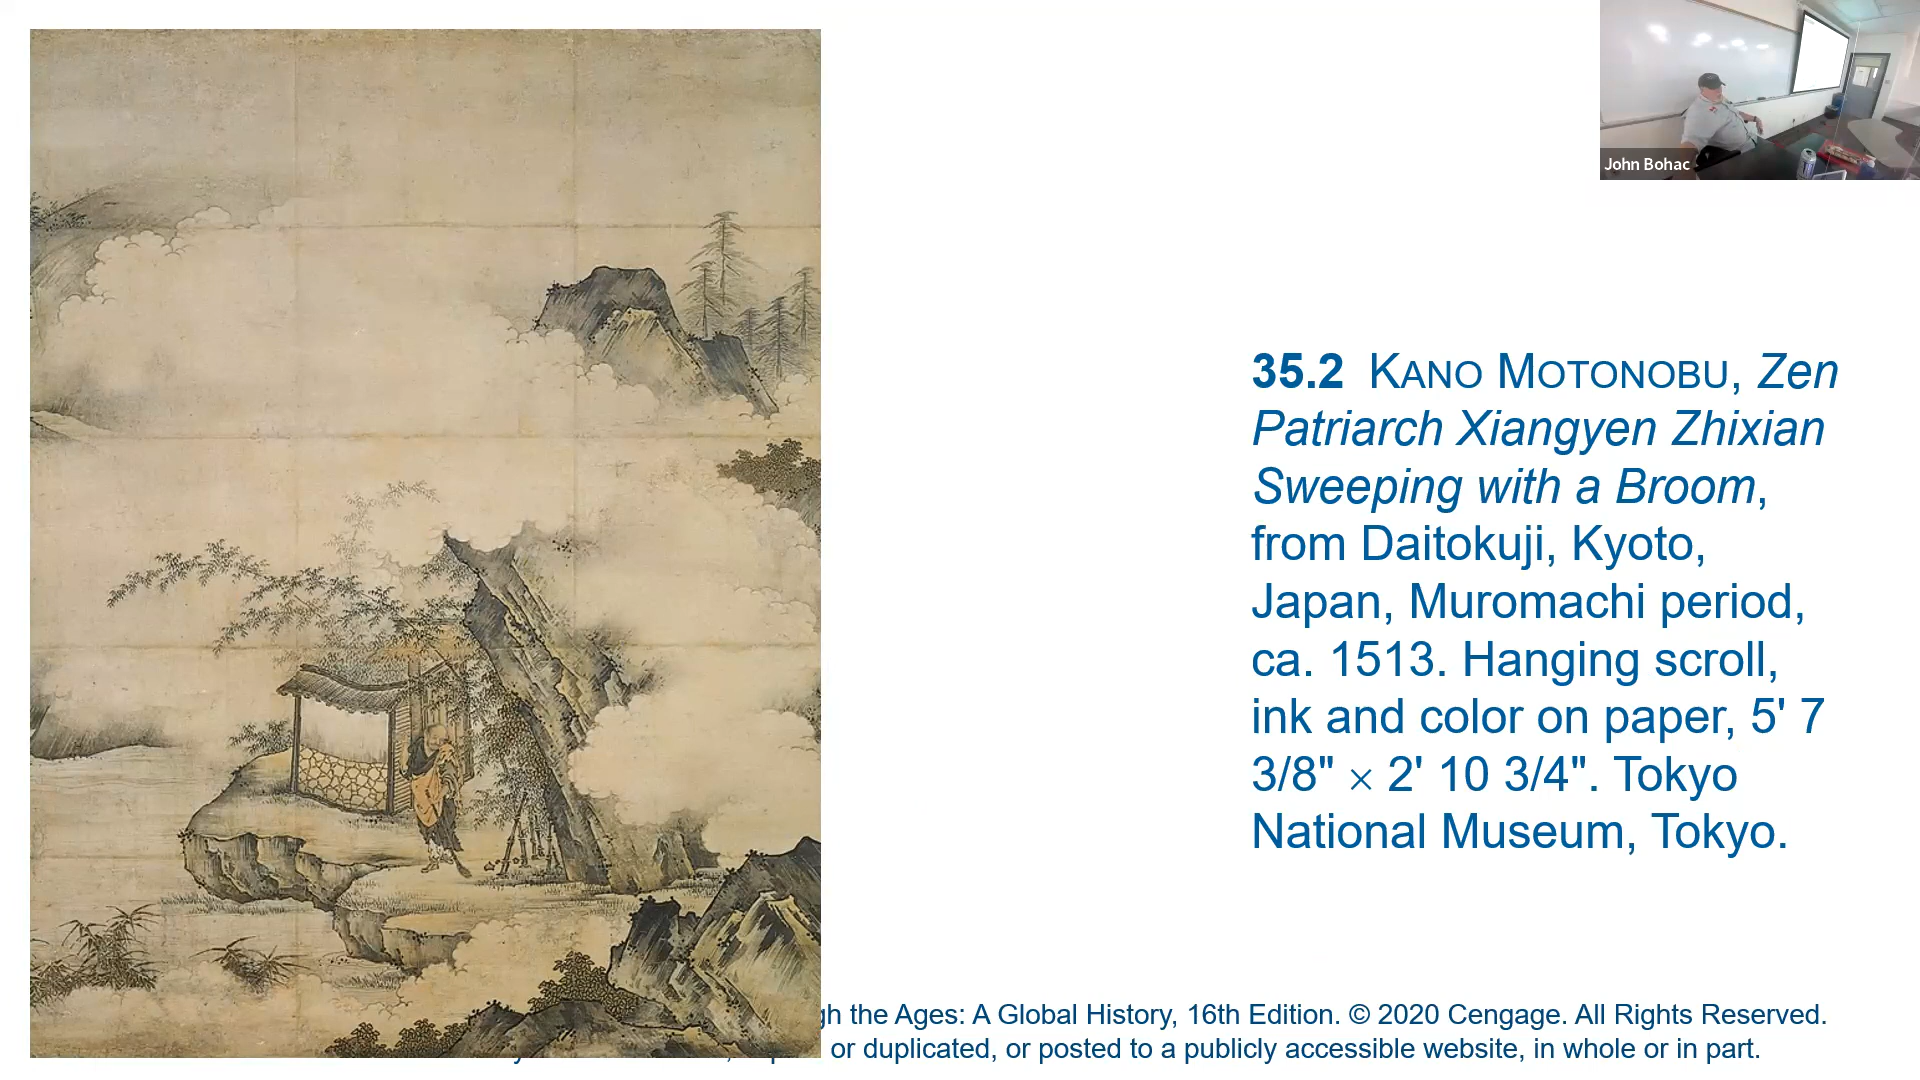 John Bohac
35.2 KANO MOTONOBU, Zen
Patriarch Xiangyen Zhixian
Sweeping with a Broom,
from Daitokuji, Kyoto,
Japan, Muromachi period,
ca. 1513. Hanging scroll,
ink and color on paper, 5' 7
3/8" × 2' 10 3/4". Tokyo
National Museum, Tokyo.
the Ages: A Global History, 16th Edition. © 2020 Cengage. All Rights Reserved.
or duplicated, or posted to a publicly accessible website, in whole or in part.